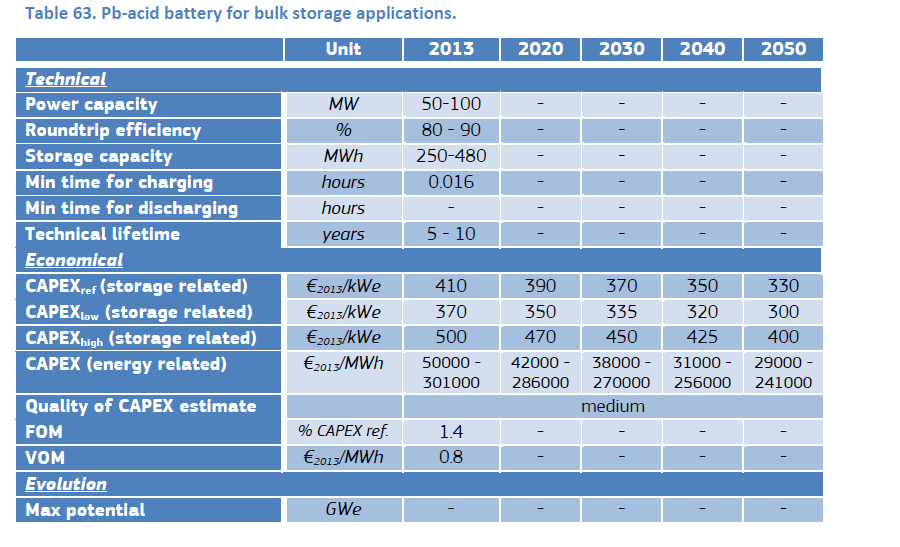 Table 63. Pb-acid battery for bulk storage applications.
Unit 2013 2020 2030 2040 2050
Technical
Power capacity MW 50-100 - - - -
Roundtrip efficiency % 80 - 90 - - - -
Storage capacity MWh 250-480 - - - -
Min time for charging hours 0.016 - - - -
Min time for discharging hours - - - - -
Technical lifetime years 5 - 10 - - - -
Economical
CAPEXref (storage related) €2013/kWe 410 390 370 350 330
CAPEXlow (storage related) €2013/kWe 370 350 335 320 300
CAPEXhigh (storage related) €2013/kWe 500 470 450 425 400
CAPEX (energy related) €2013/MWh 50000 - 42000 - 38000 - 31000 - 29000 -
301000 286000 270000 256000 241000
Quality of CAPEX estimate medium
FOM % CAPEX ref. 1.4 - - - -
VOM €2013/MWh 0.8 - - - -
Evolution
Max potential GWe - - - - -